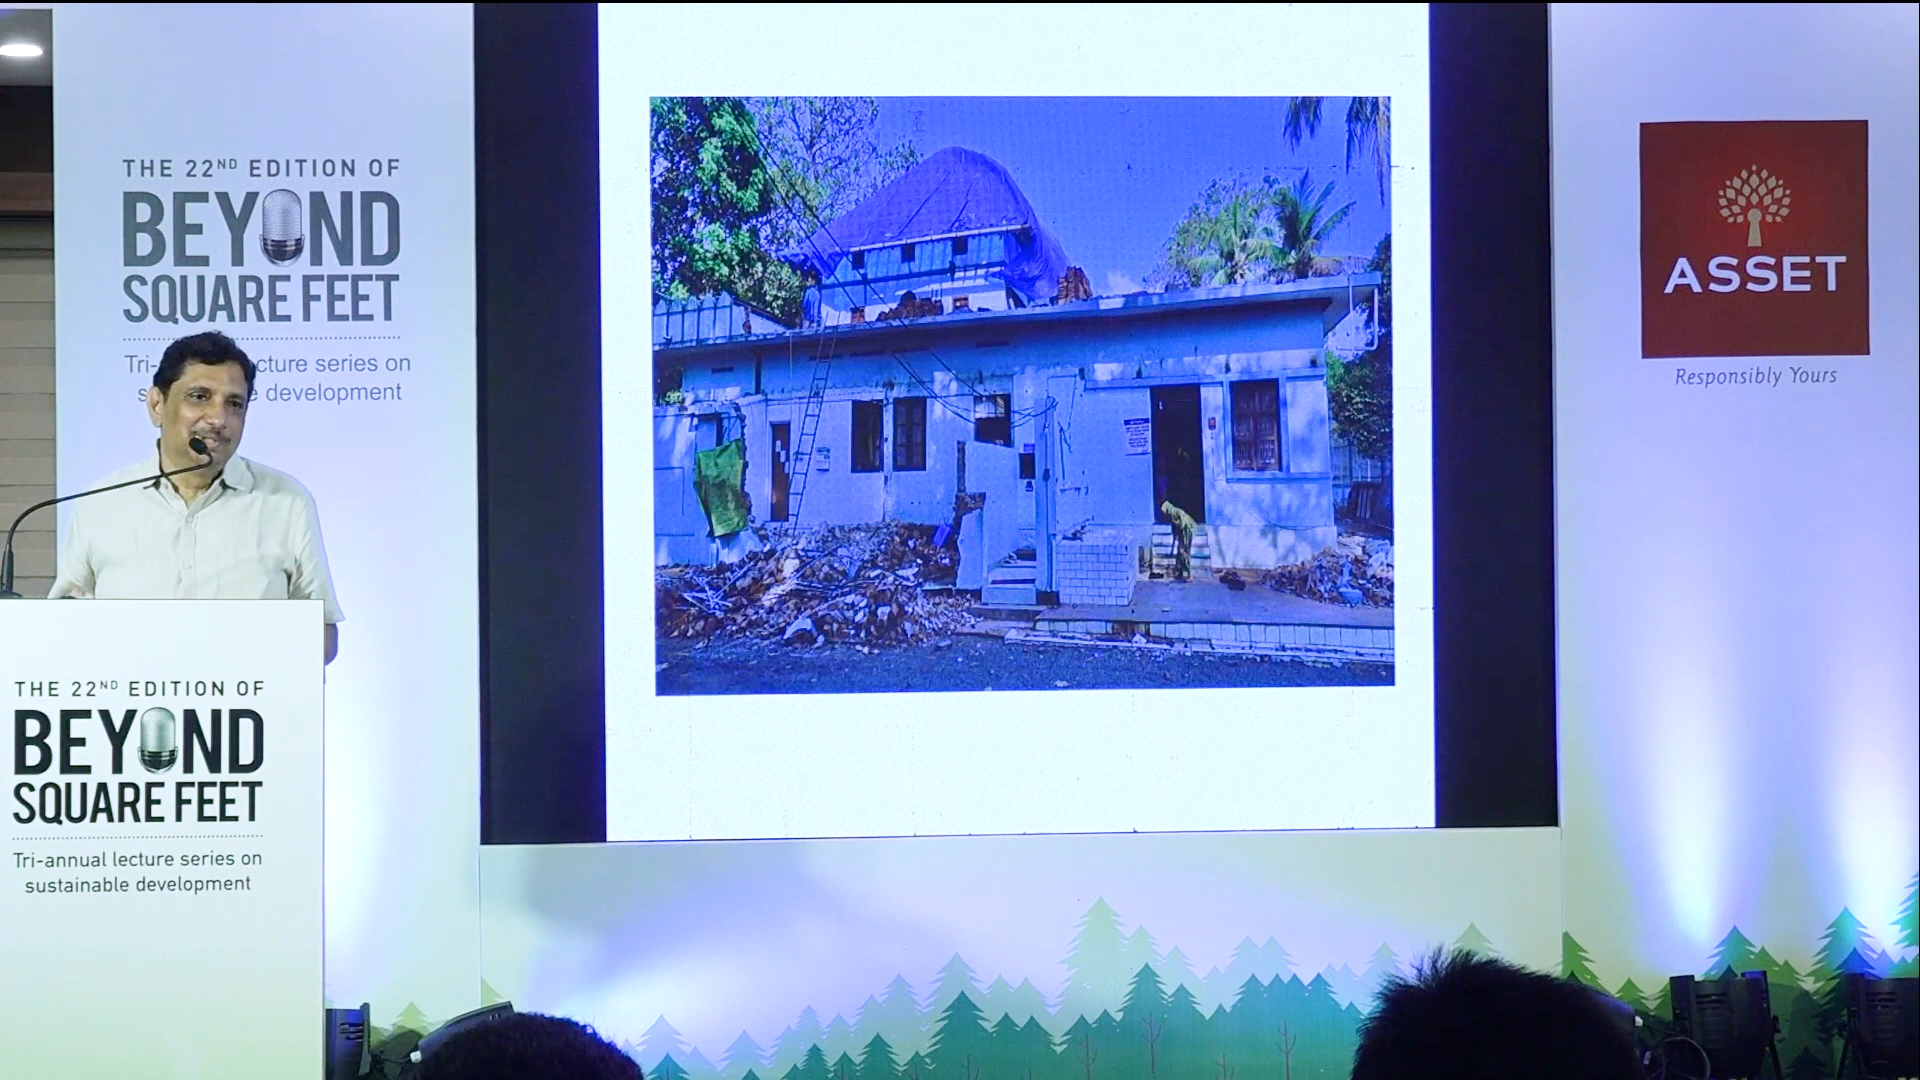 THE 22ND EDITION OF
BEYOND
SQUARE FEET
Tri- cture series on
development
ASSET
Responsibly Yours
THE 22ND EDITION OF
BEYOND
SQUARE FEET
Tri-annual lecture series on
sustainable development